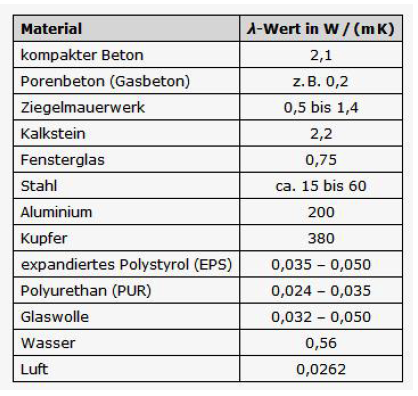 Material λ-Wert in W / (m K)
kompakter Beton 2,1
Porenbeton (Gasbeton) z. B. 0,2
Ziegelmauerwerk 0,5 bis 1,4
Kalkstein 2,2
Fensterglas 0,75
Stahl ca. 15 bis 60
Aluminium 200
Kupfer 380
expandiertes Polystyrol (EPS) 0,035 – 0,050
Polyurethan (PUR) 0,024 – 0,035
Glaswolle 0,032 – 0,050
Wasser 0,56
Luft 0,0262